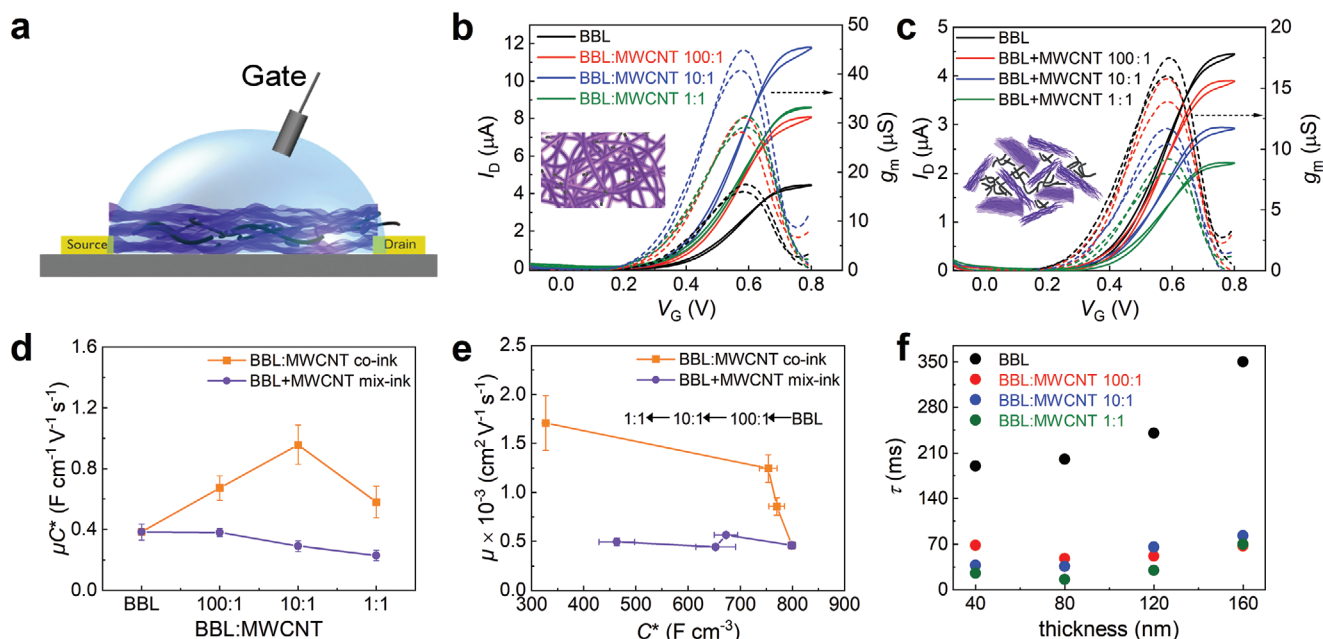 a
Gate
Source
Drain
b
BBL
BBL:MWCNT 100:1
BBL:MWCNT 10:1
BBL:MWCNT 1:1
I_D (μA)
12
10
8
6
4
2
0
0.0 0.2 0.4 0.6 0.8
V_G (V)
50
40
30
20
10
0
g_m (μS)
c
BBL
BBL+MWCNT 100:1
BBL+MWCNT 10:1
BBL+MWCNT 1:1
I_D (μA)
5
4
3
2
1
0
0.0 0.2 0.4 0.6 0.8
V_G (V)
20
15
10
5
0
g_m (μS)
d
BBL:MWCNT co-ink
BBL+MWCNT mix-ink
μC* (F cm⁻¹ V⁻¹ s⁻¹)
1.6
1.2
0.8
0.4
0.0
BBL 100:1 10:1 1:1
BBL:MWCNT
e
BBL:MWCNT co-ink
BBL+MWCNT mix-ink
1:1←10:1←100:1←BBL
μ × 10⁻³ (cm² V⁻¹ s⁻¹)
2.5
2.0
1.5
1.0
0.5
0.0
300 400 500 600 700 800 900
C* (F cm⁻³)
f
BBL
BBL:MWCNT 100:1
BBL:MWCNT 10:1
BBL:MWCNT 1:1
τ (ms)
350
280
210
140
70
0
40 80 120 160
thickness (nm)